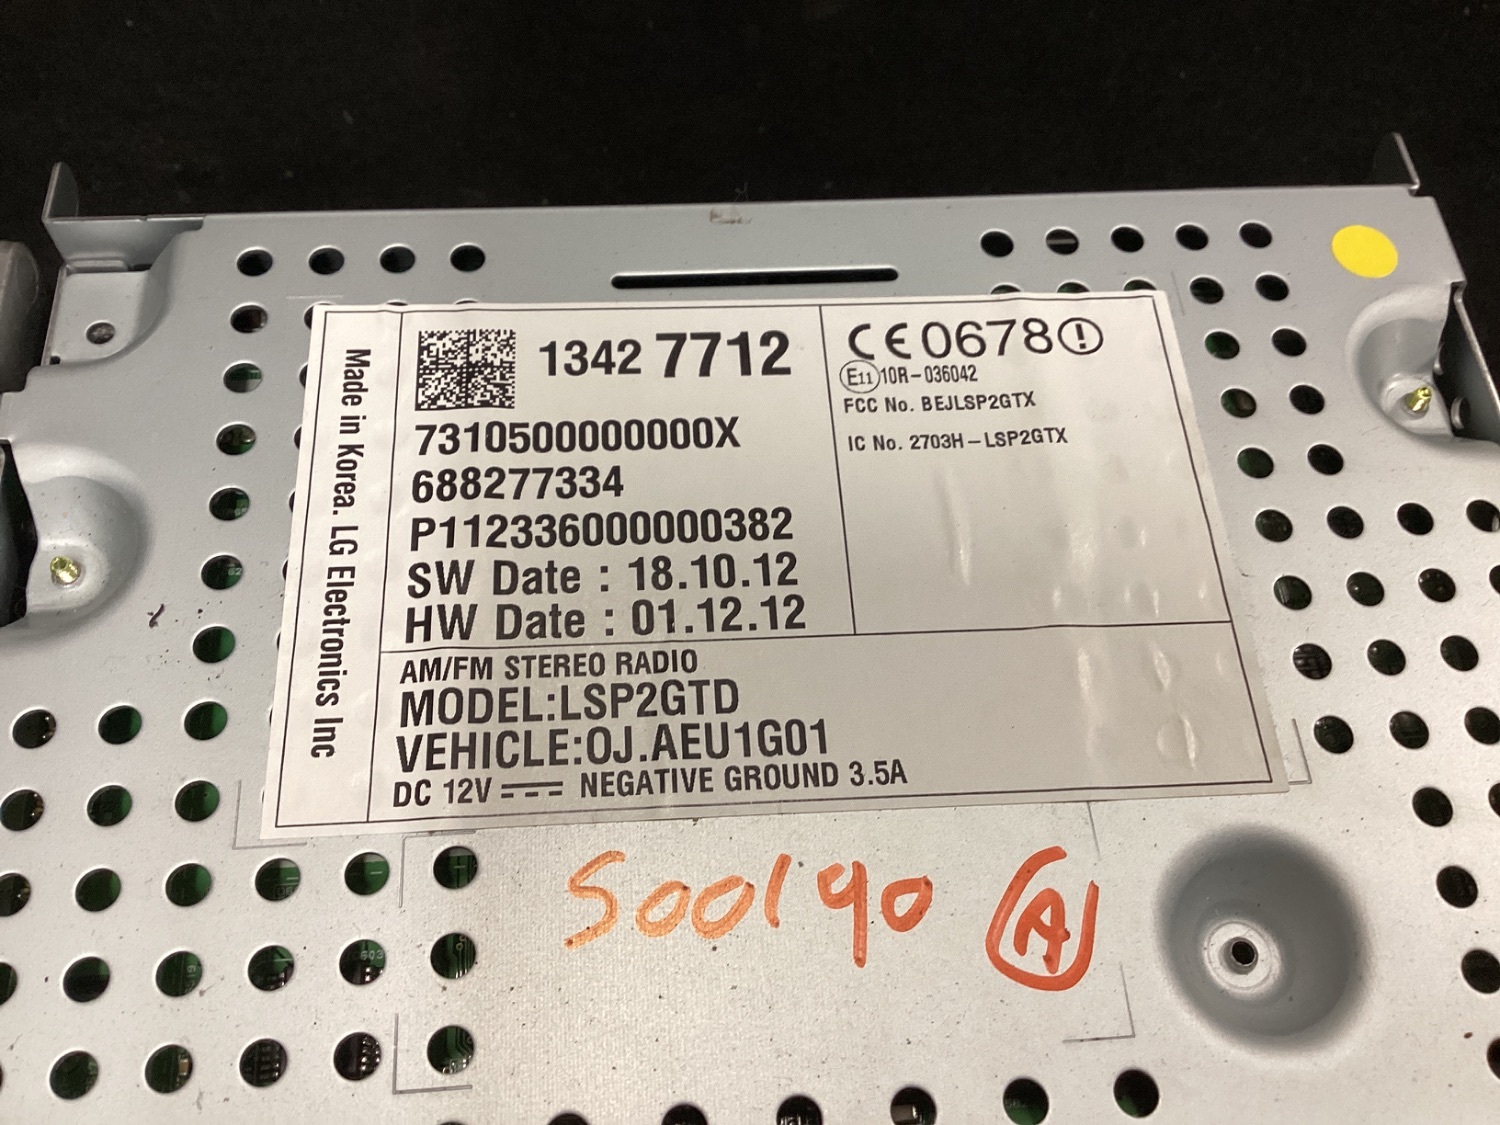 Made in Korea. LG Electronics Inc
1342 7712
7310500000000X
688277334
P112336000000382
SW Date : 18.10.12
HW Date : 01.12.12
CE0678
E11 10R-036042
FCC No. BEJLSP2GTX
IC No. 2703H-LSP2GTX
AM/FM STEREO RADIO
MODEL:LSP2GTD
VEHICLE:OJ.AEU1G01
DC 12V NEGATIVE GROUND 3.5A
S00190 A